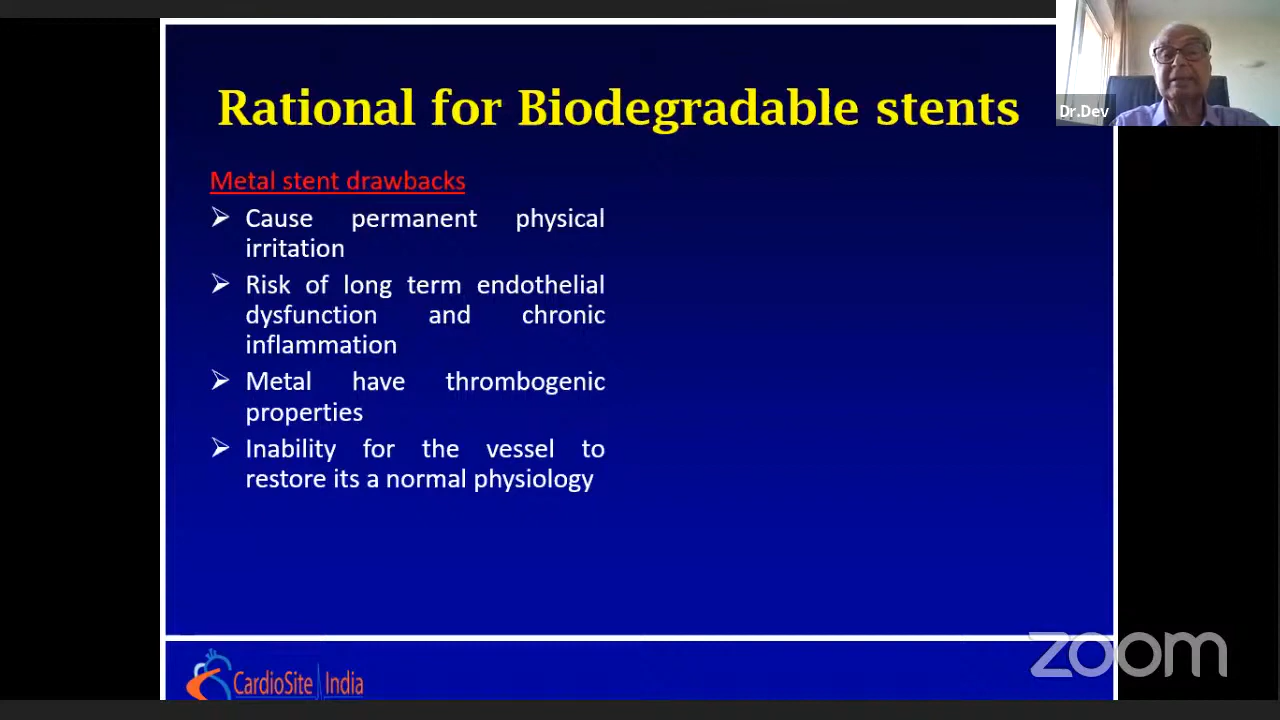 Rational for Biodegradable stents
Dr.Dev
Metal stent drawbacks
Cause permanent physical
irritation
Risk of long term endothelial
dysfunction and chronic
inflammation
Metal have thrombogenic
properties
Inability for the vessel to
restore its a normal physiology
CardioSite India
zoom